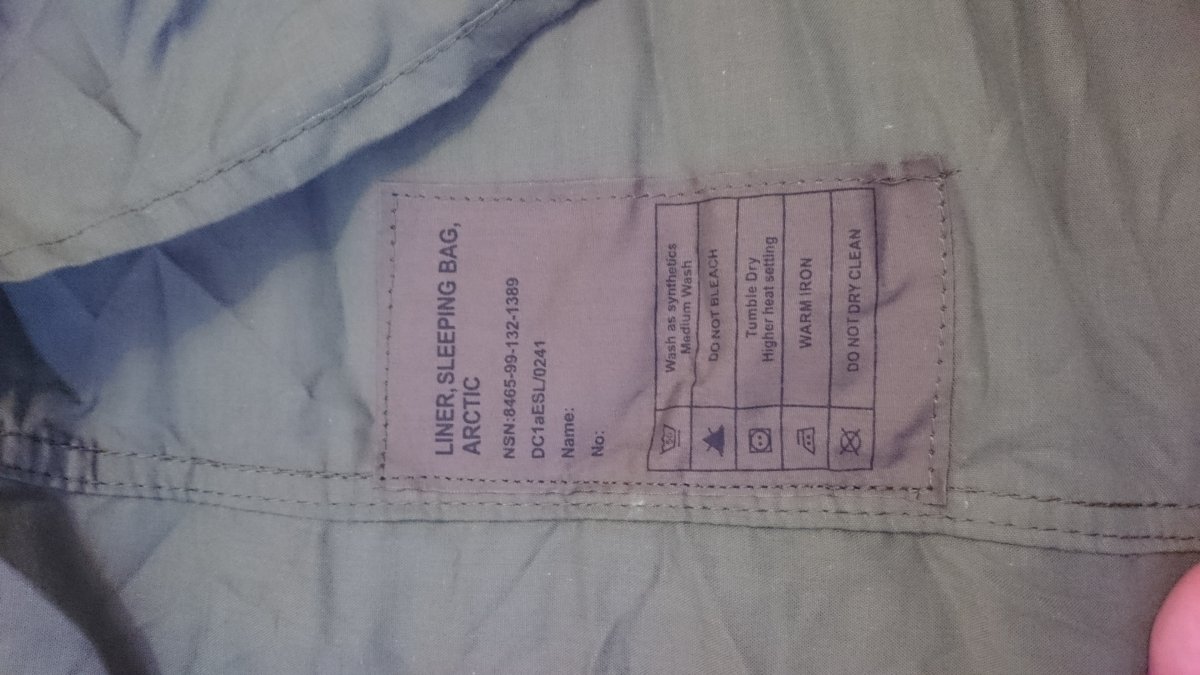 LINER, SLEEPING BAG,
ARCTIC
NSN:8465-99-132-1389
DC1aESL/0241
Name:
No:
Wash as synthetics
Medium Wash
DO NOT BLEACH
Tumble Dry
Higher heat setting
WARM IRON
DO NOT DRY CLEAN